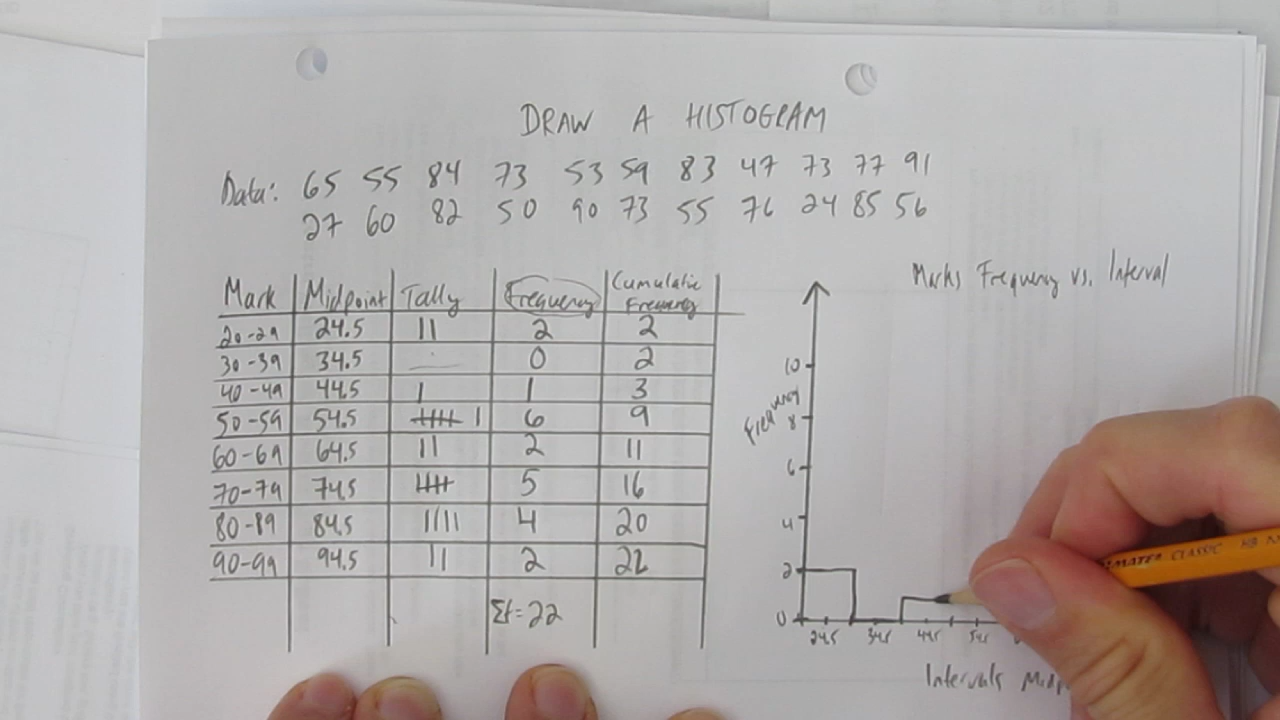 DRAW A HISTOGRAM
Data: 65 55 84 73 53 59 83 47 73 77 91
27 60 82 50 90 73 55 76 24 85 56
Marks Frequency vs. Interval
Mark Midpoint Tally Frequency Cumulative Frequency
20-29 24.5 || 2 2
30-39 34.5 0 2
40-49 44.5 | 1 3
50-59 54.5 |||| | 6 9
60-69 64.5 || 2 11
70-79 74.5 |||| 5 16
80-89 84.5 |||| 4 20
90-99 94.5 || 2 22
Σf=22
Frequency
10
8
6
4
2
0
24.5 34.5 44.5 54.5
Intervals
CLASSIC HB